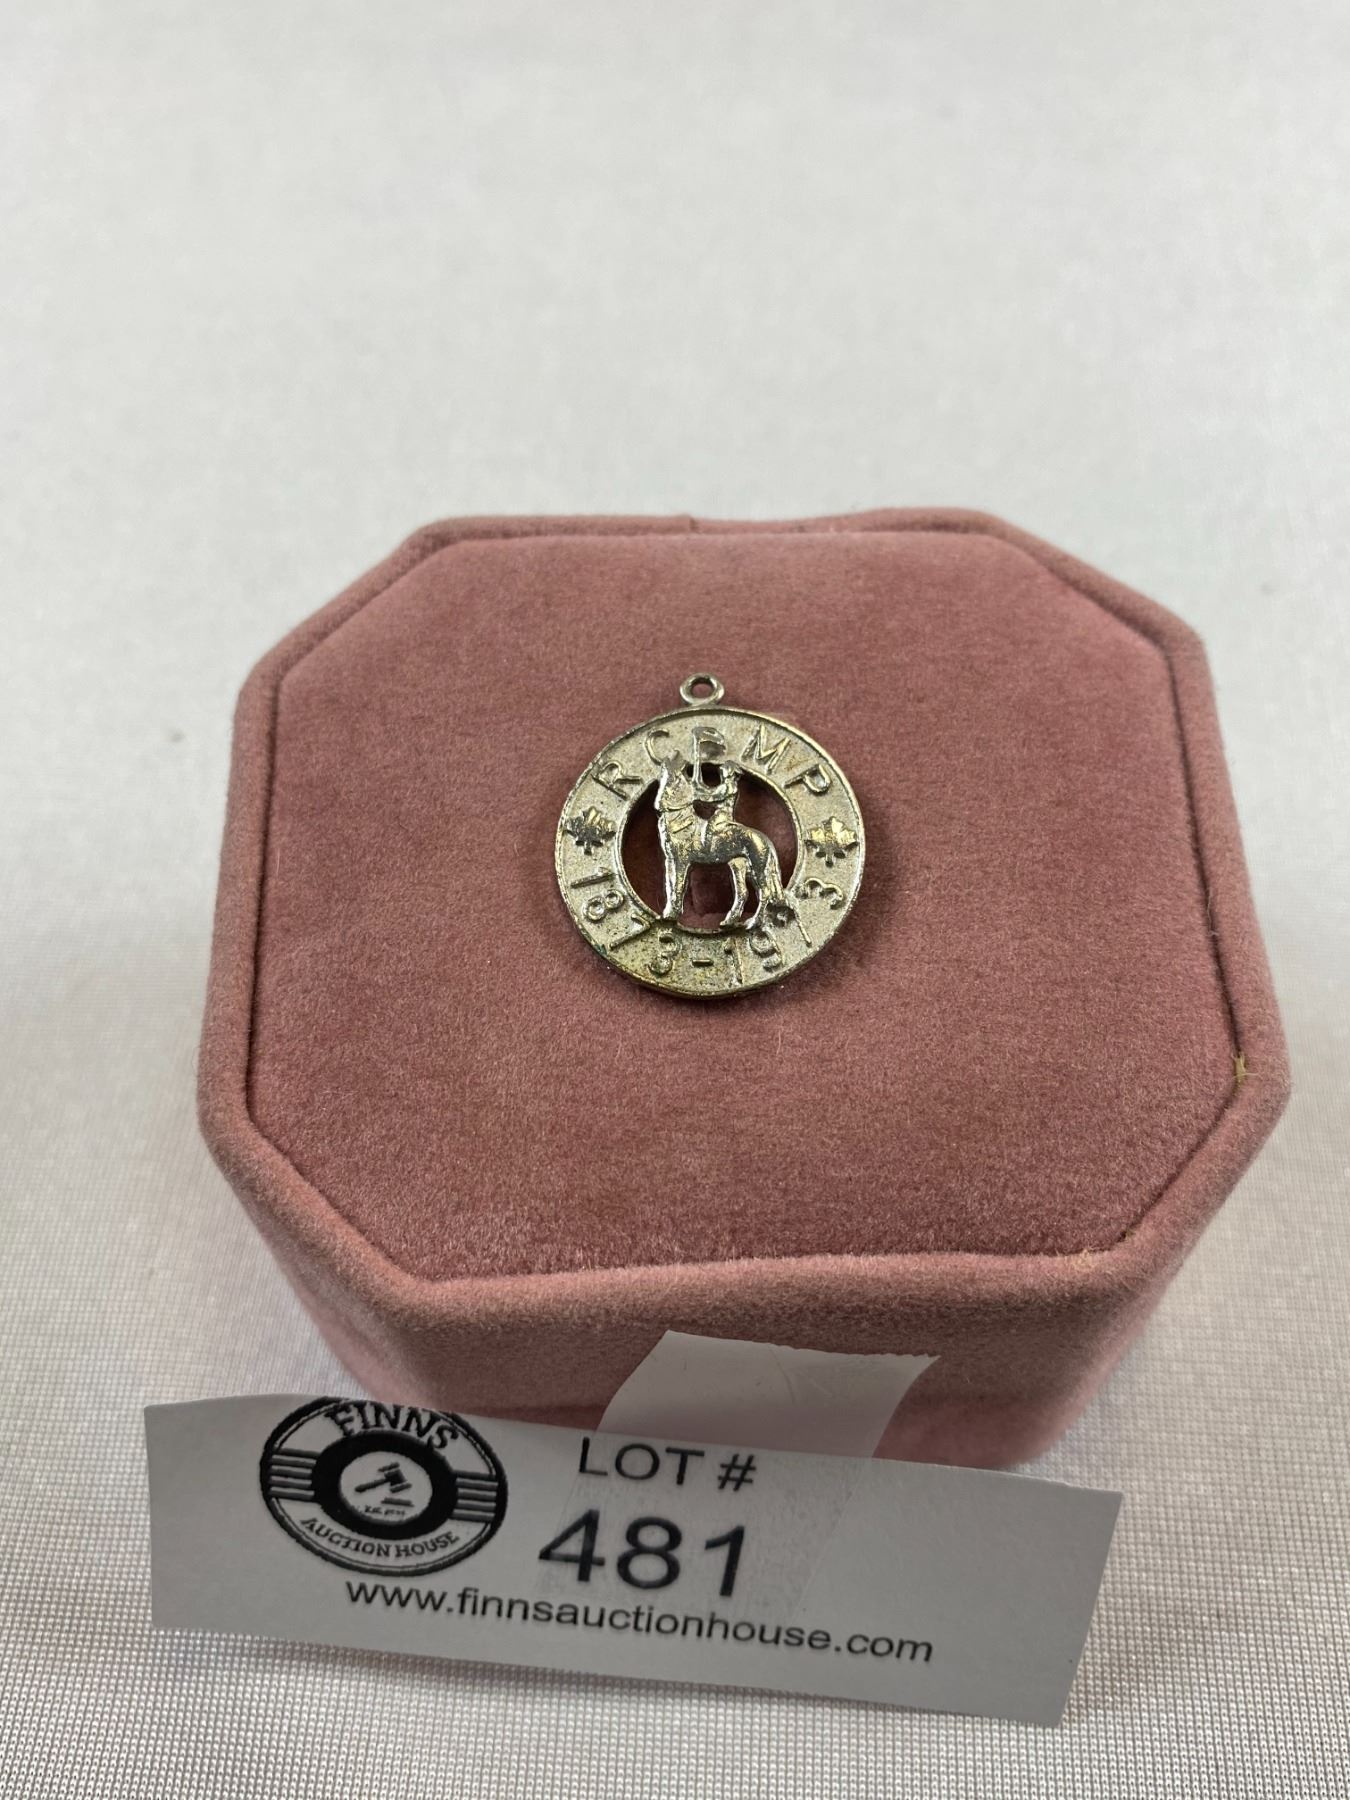 RCMP
1873-1973
FINNS
AUCTION HOUSE
LOT #
481
www.finnsauctionhouse.com